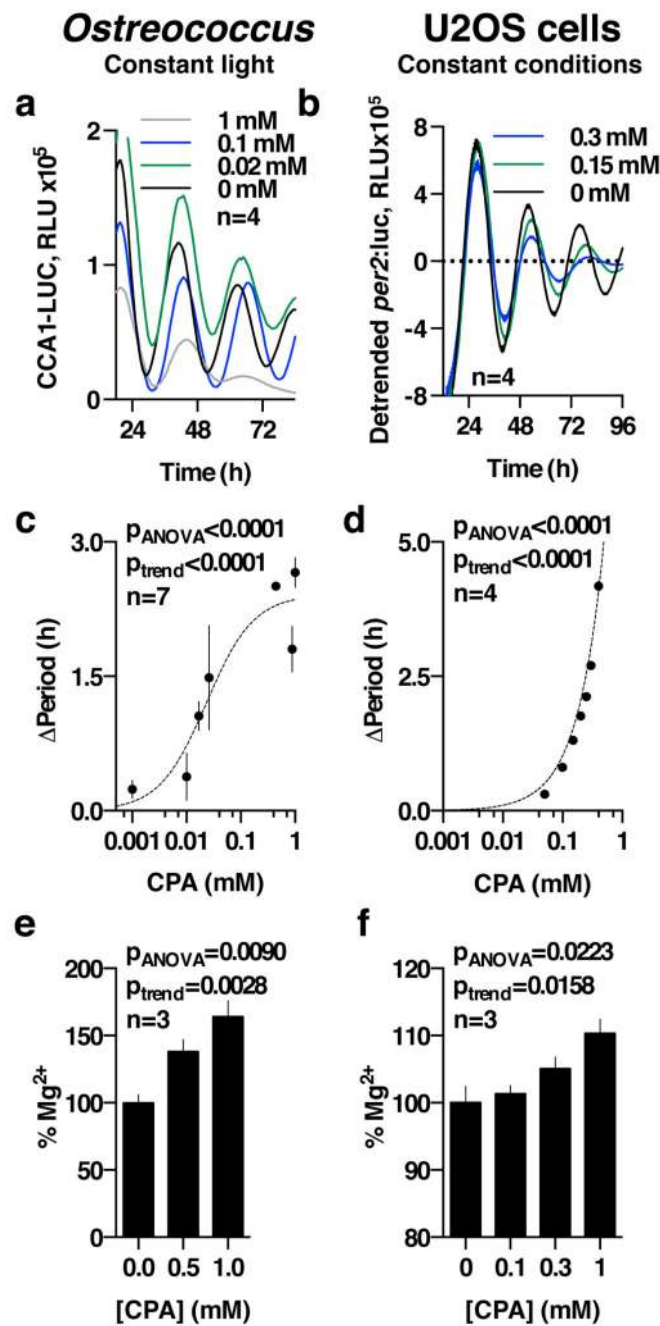 Ostreococcus
Constant light
U2OS cells
Constant conditions
a
CCA1-LUC, RLU x10⁵
2
1
0
1 mM
0.1 mM
0.02 mM
0 mM
n=4
24 48 72
Time (h)
b
Detrended per2:luc, RLUx10⁵
8
4
0
-4
-8
0.3 mM
0.15 mM
0 mM
n=4
24 48 72 96
Time (h)
c
pANOVA<0.0001
ptrend<0.0001
n=7
ΔPeriod (h)
3.0
1.5
0.0
0.001 0.01 0.1 1
CPA (mM)
d
pANOVA<0.0001
ptrend<0.0001
n=4
ΔPeriod (h)
5.0
2.5
0.0
0.001 0.01 0.1 1
CPA (mM)
e
pANOVA=0.0090
ptrend=0.0028
n=3
% Mg²⁺
200
150
100
50
0
0.0 0.5 1.0
[CPA] (mM)
f
pANOVA=0.0223
ptrend=0.0158
n=3
% Mg²⁺
120
110
100
90
80
0 0.1 0.3 1
[CPA] (mM)